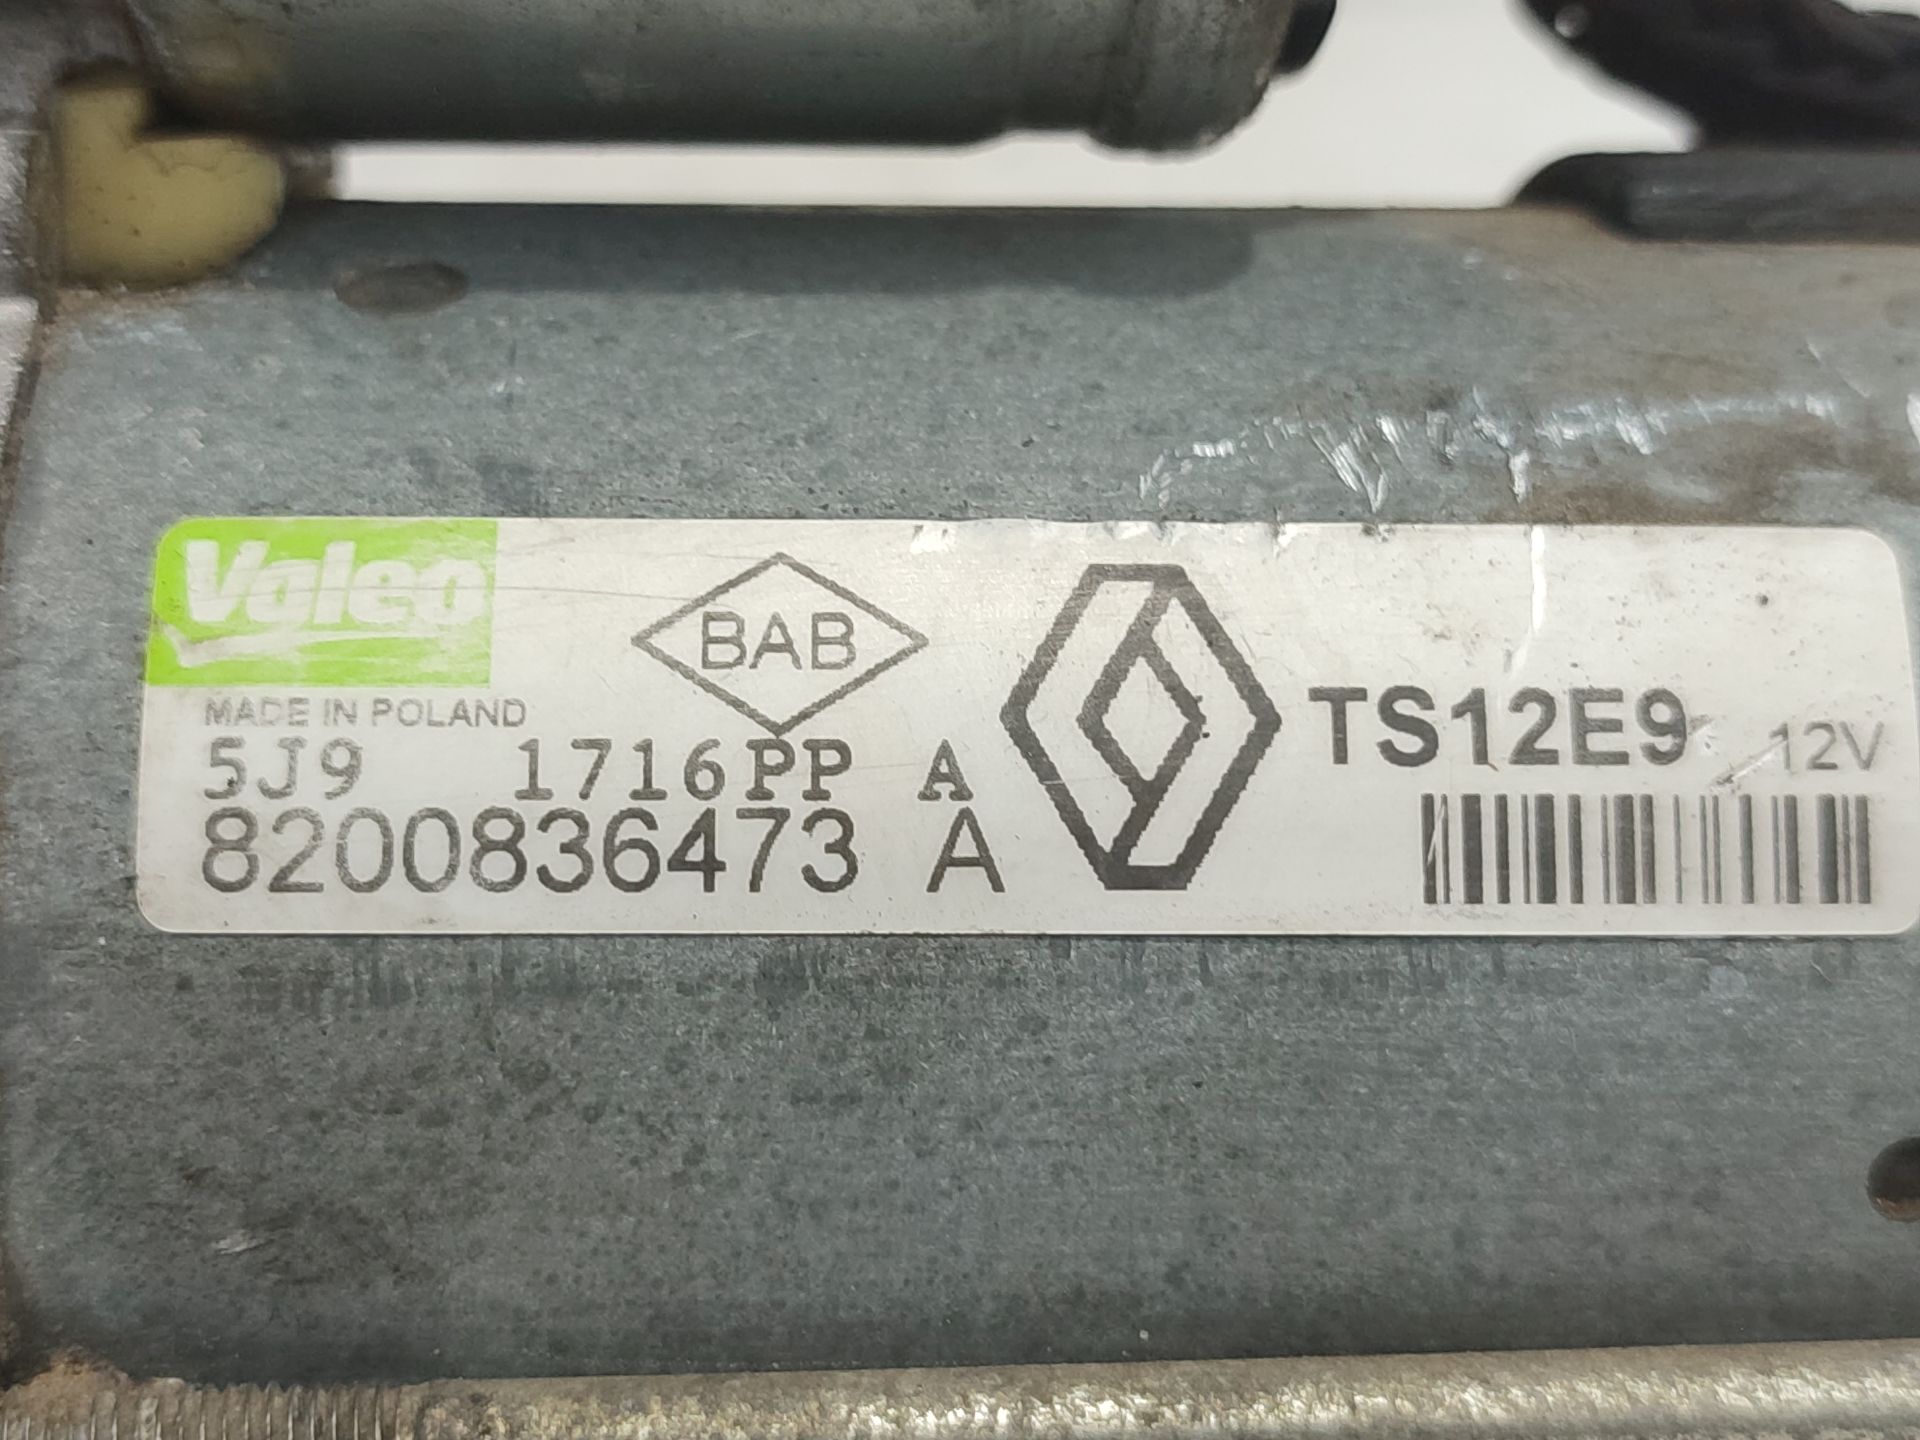 Valeo
BAB
MADE IN POLAND
TS12E9 12V
5J9 1716PP A
8200836473 A